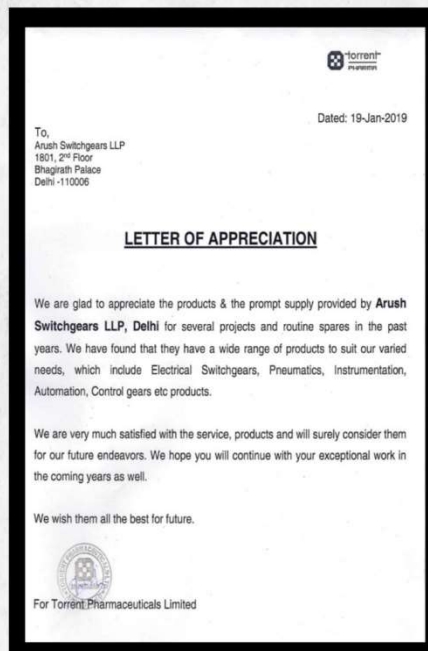 torrent
PHARMA
Dated: 19-Jan-2019
To,
Arush Switchgears LLP
1801, 2nd Floor
Bhagirath Palace
Delhi -110006
LETTER OF APPRECIATION
We are glad to appreciate the products & the prompt supply provided by Arush
Switchgears LLP, Delhi for several projects and routine spares in the past
years. We have found that they have a wide range of products to suit our varied
needs, which include Electrical Switchgears, Pneumatics, Instrumentation,
Automation, Control gears etc products.
We are very much satisfied with the service, products and will surely consider them
for our future endeavors. We hope you will continue with your exceptional work in
the coming years as well.
We wish them all the best for future.
For Torrent Pharmaceuticals Limited